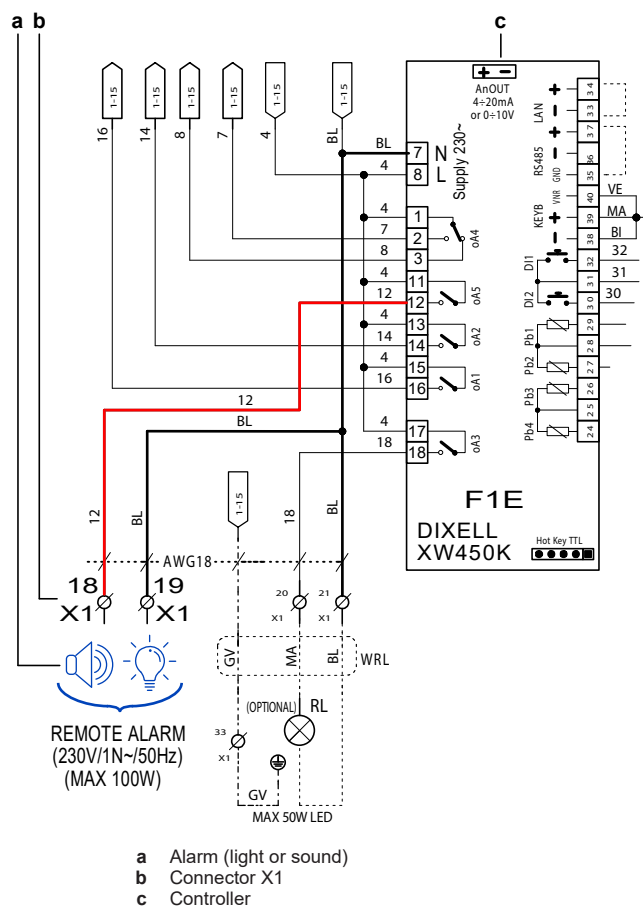 a b c
1-15 1-15 1-15 1-15 1-15 1-15
16 14 8 7 4 BL
+ −
AnOUT
4÷20mA
or 0÷10V
BL 7 N
4 8 L
Supply 230~
4 1
7 2
8 3
oA4
4 11
12 12
oA5
4 13
14 14
oA2
4 15
16 16
oA1
4 17
18 18
oA3
LAN + 34
− 33
RS485 + 37
− 36
GND 35
KEYB VNR 40 VE
+ 39 MA
− 38 BI
DI1 32 32
31 31
DI2 30 30
Pb1 29
28
Pb2 27
Pb3 26
25
Pb4 24
12
BL
F1E
DIXELL
XW450K
Hot Key TTL
1-15
12 BL 18 BL
AWG18
18 19
X1 X1
20 21
X1 X1
GV MA BL WRL
(OPTIONAL) RL
33
X1
GV
MAX 50W LED
REMOTE ALARM
(230V/1N~/50Hz)
(MAX 100W)
a Alarm (light or sound)
b Connector X1
c Controller